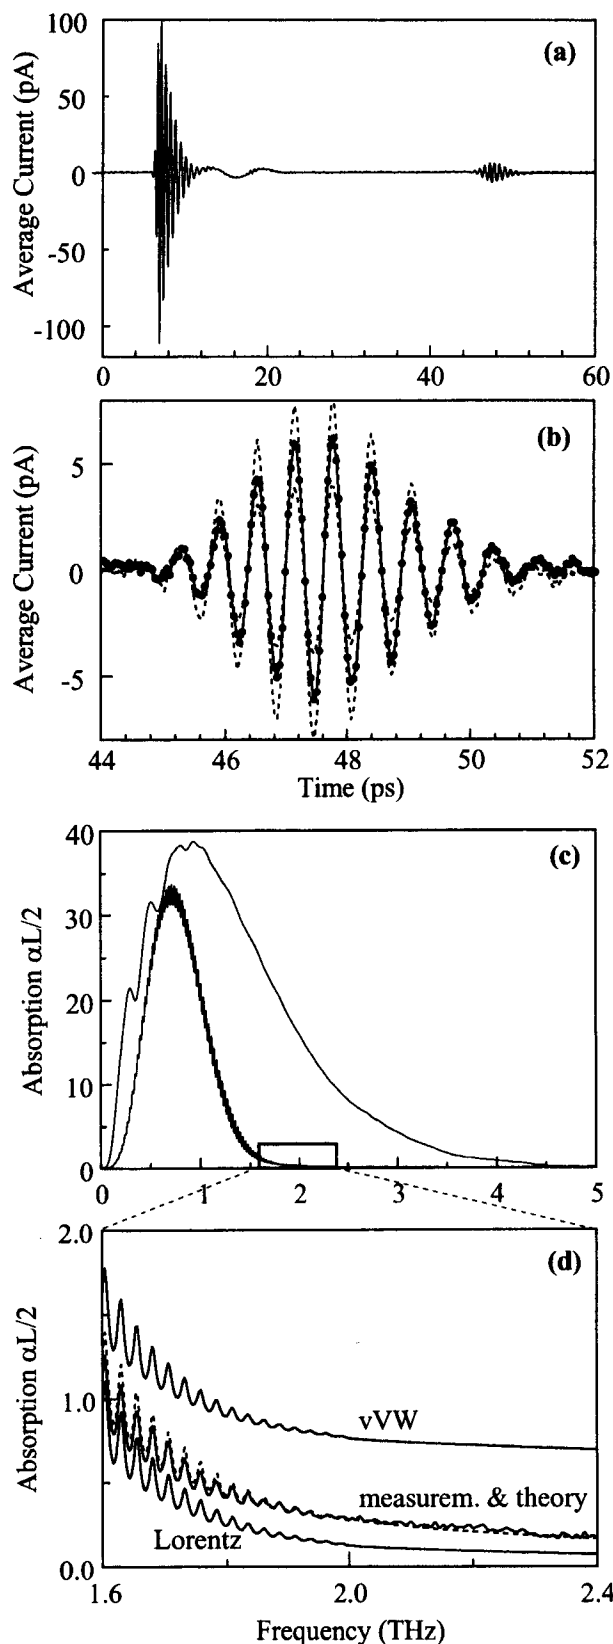 100
(a)
50
0
-50
-100
Average Current (pA)
0 20 40 60
(b)
5
0
-5
Average Current (pA)
44 46 48 50 52
Time (ps)
40
(c)
30
20
40
0
Absorption αL/2
0 1 2 3 4 5
2.0
(d)
1.0
0.0
Absorption αL/2
vVW
measurem. & theory
Lorentz
1.6 2.0 2.4
Frequency (THz)